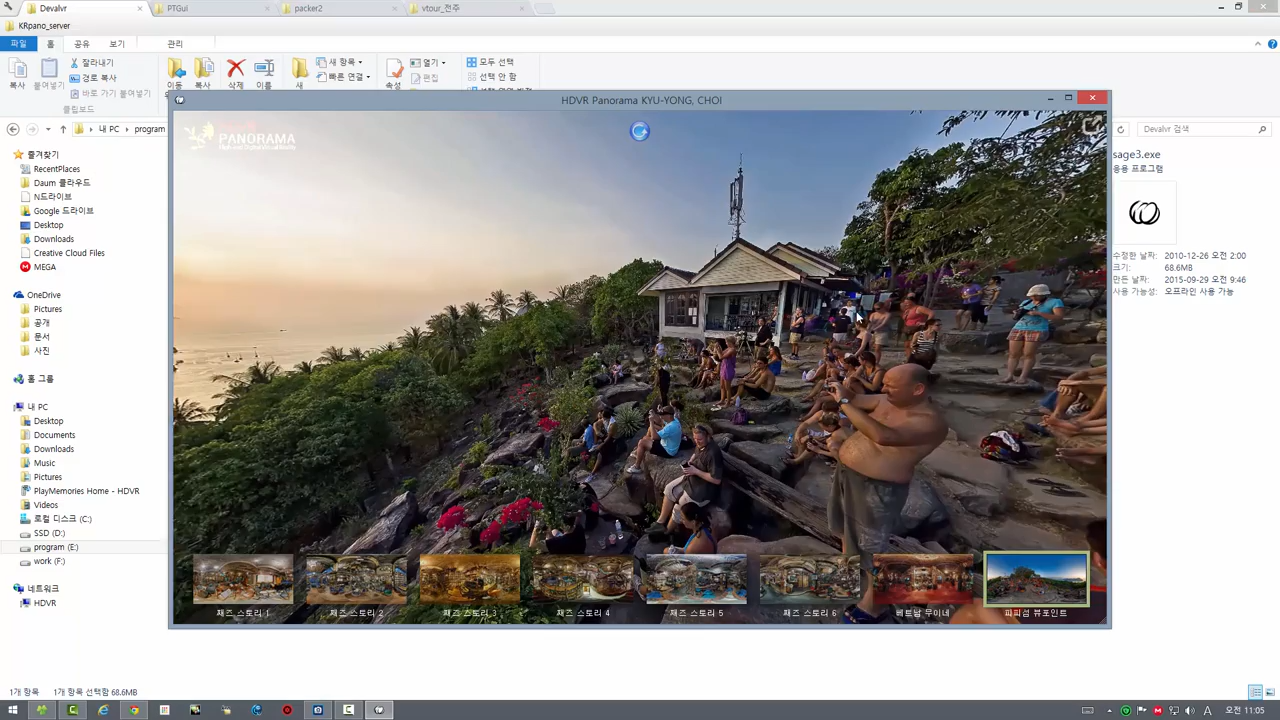 Devalvr
PTGui
packer2
vtour_전주
KRpano_server
파일
홈
공유
보기
관리
복사
붙여넣기
잘라내기
경로 복사
바로 가기 붙여넣기
클립보드
이동
복사
삭제
이름
새
새 항목
빠른 연결
속성
열기
편집
모두 선택
선택 안 함
내 PC
program
Devalvr 검색
HDVR Panorama KYU-YONG, CHOI
PANORAMA
즐겨찾기
RecentPlaces
Daum 클라우드
N드라이브
Google 드라이브
Desktop
Downloads
Creative Cloud Files
MEGA
OneDrive
Pictures
공개
문서
사진
홈 그룹
내 PC
Desktop
Documents
Downloads
Music
Pictures
PlayMemories Home - HDVR
Videos
로컬 디스크 (C:)
SSD (D:)
program (E:)
work (F:)
네트워크
HDVR
sage3.exe
응용 프로그램
수정한 날짜: 2010-12-26 오전 2:00
크기: 68.6MB
만든 날짜: 2015-09-29 오전 9:46
사용 가능성: 오프라인 사용 가능
재즈 스토리 1
재즈 스토리 2
재즈 스토리 3
재즈 스토리 4
재즈 스토리 5
재즈 스토리 6
베트남 무이네
피피섬 뷰포인트
1개 항목
1개 항목 선택함 68.6MB
A
오전 11:05